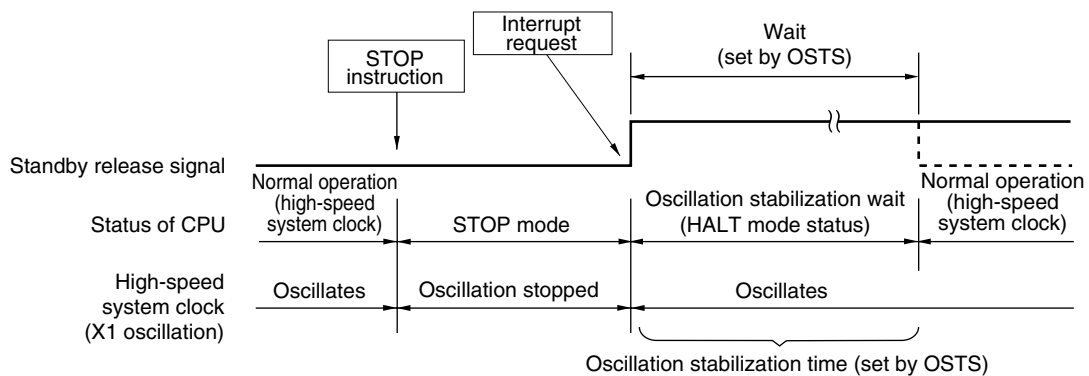 Interrupt
request
STOP
instruction
Wait
(set by OSTS)
Standby release signal
Normal operation
(high-speed
system clock)
Status of CPU
STOP mode
Oscillation stabilization wait
(HALT mode status)
Normal operation
(high-speed
system clock)
High-speed
system clock
(X1 oscillation)
Oscillates
Oscillation stopped
Oscillates
Oscillation stabilization time (set by OSTS)